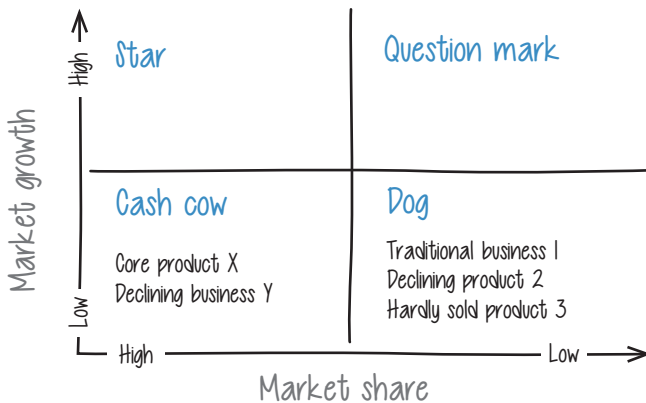 High
Star
Question mark
Market growth
Cash cow
Dog
Core product X
Declining business Y
Traditional business 1
Declining product 2
Hardly sold product 3
Low
High
Low
Market share